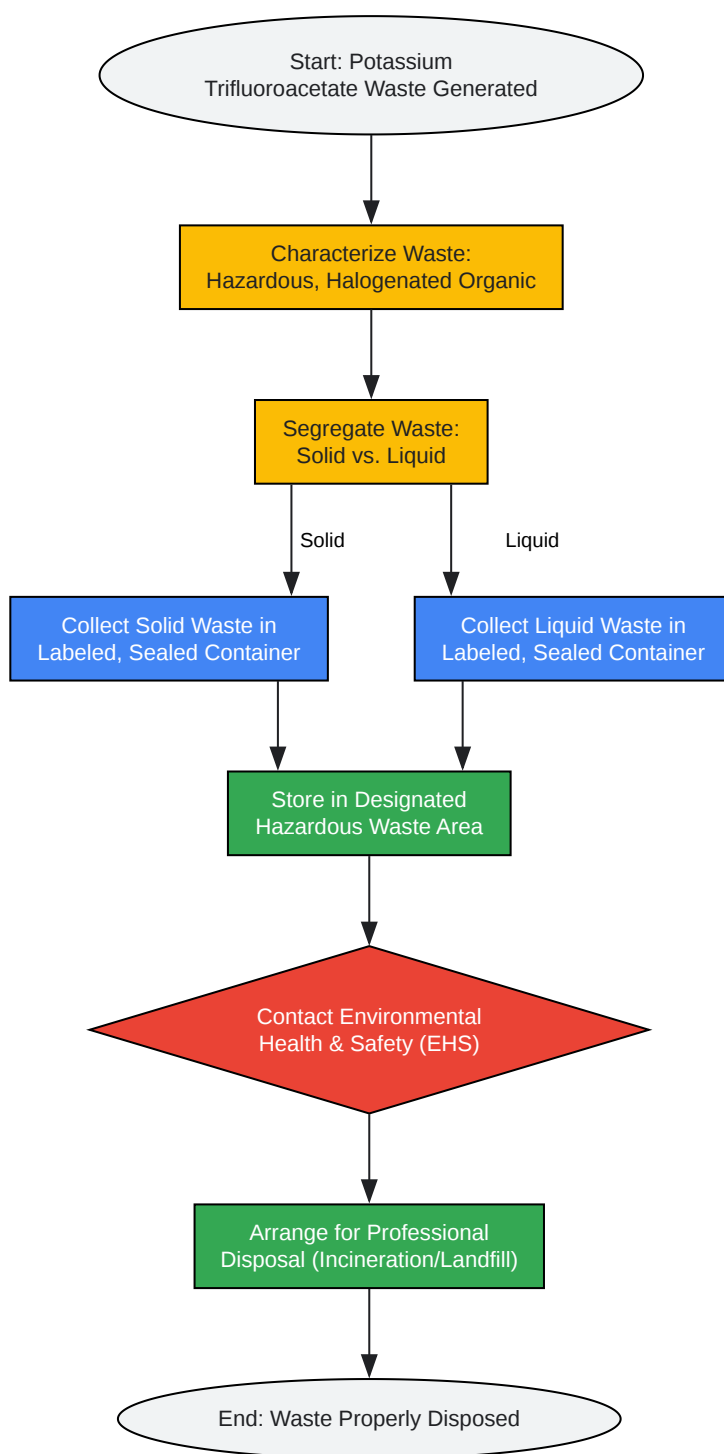 Start: Potassium
Trifluoroacetate Waste Generated
Characterize Waste:
Hazardous, Halogenated Organic
Segregate Waste:
Solid vs. Liquid
Solid
Liquid
Collect Solid Waste in
Labeled, Sealed Container
Collect Liquid Waste in
Labeled, Sealed Container
Store in Designated
Hazardous Waste Area
Contact Environmental
Health & Safety (EHS)
Arrange for Professional
Disposal (Incineration/Landfill)
End: Waste Properly Disposed